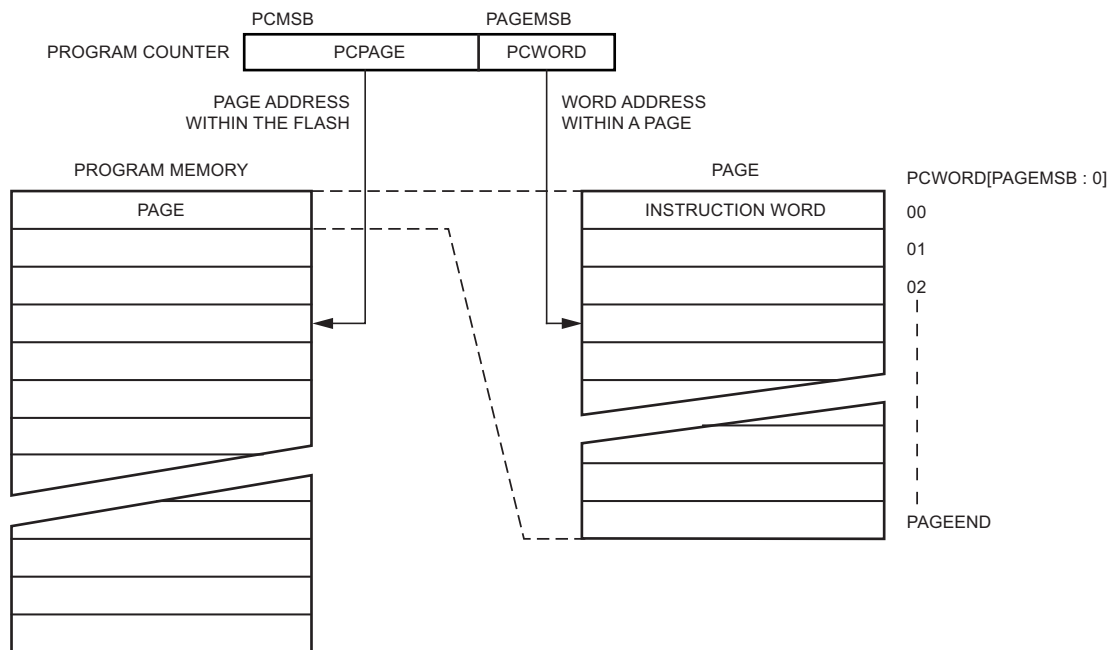 PCMSB
PAGEMSB
PROGRAM COUNTER
PCPAGE
PCWORD
PAGE ADDRESS
WITHIN THE FLASH
WORD ADDRESS
WITHIN A PAGE
PROGRAM MEMORY
PAGE
PAGE
INSTRUCTION WORD
PCWORD[PAGEMSB : 0]
00
01
02
PAGEEND